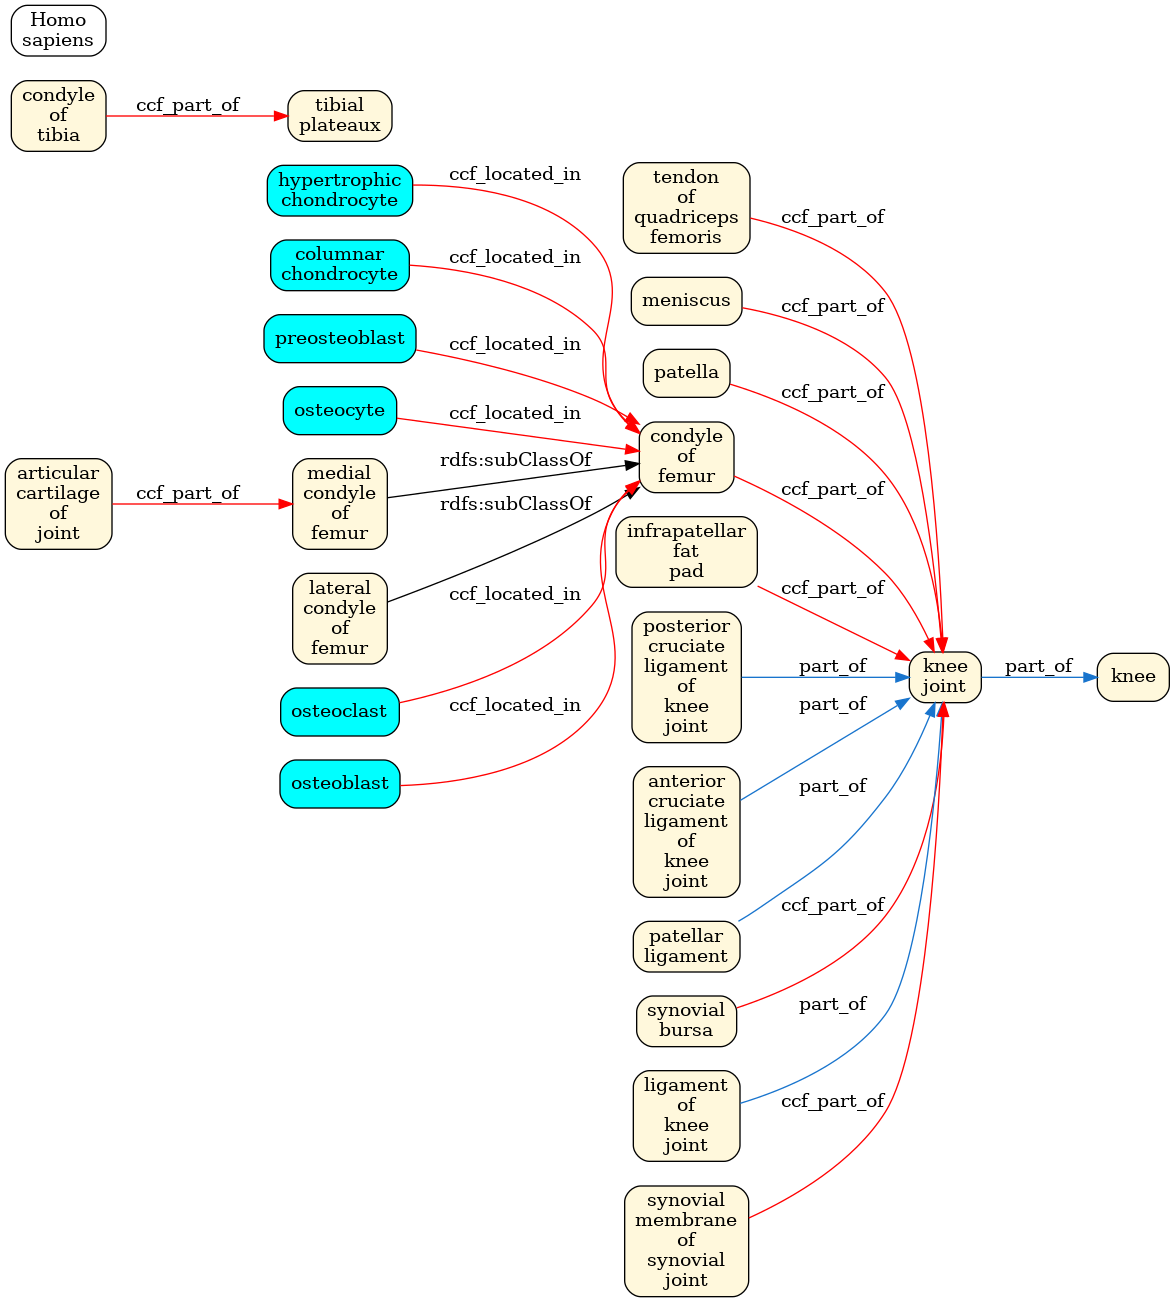 Homo
sapiens
condyle
of
tibia
ccf_part_of
tibial
plateaux
hypertrophic
chondrocyte
ccf_located_in
columnar
chondrocyte
ccf_located_in
preosteoblast
ccf_located_in
osteocyte
ccf_located_in
articular
cartilage
of
joint
ccf_part_of
medial
condyle
of
femur
rdfs:subClassOf
rdfs:subClassOf
lateral
condyle
of
femur
ccf_located_in
osteoclast
ccf_located_in
osteoblast
tendon
of
quadriceps
femoris
ccf_part_of
meniscus
ccf_part_of
patella
ccf_part_of
condyle
of
femur
ccf_part_of
infrapatellar
fat
pad
ccf_part_of
posterior
cruciate
ligament
of
knee
joint
part_of
anterior
cruciate
ligament
of
knee
joint
part_of
patellar
ligament
part_of
synovial
bursa
ccf_part_of
ligament
of
knee
joint
part_of
synovial
membrane
of
synovial
joint
ccf_part_of
knee
joint
part_of
knee